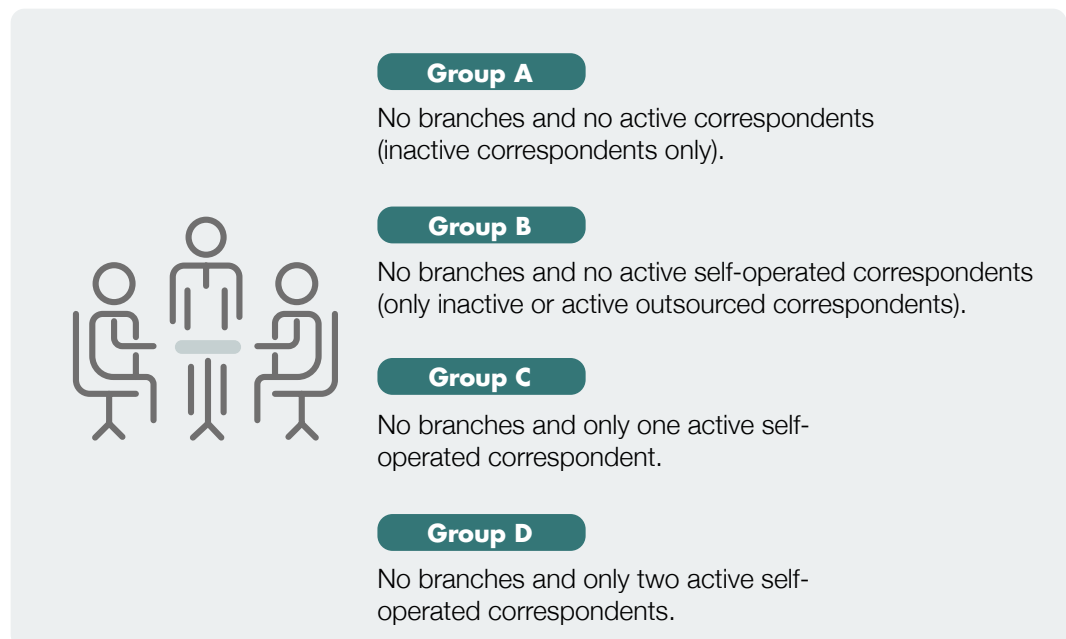 Group A
No branches and no active correspondents
(inactive correspondents only).
Group B
No branches and no active self-operated correspondents
(only inactive or active outsourced correspondents).
Group C
No branches and only one active self-
operated correspondent.
Group D
No branches and only two active self-
operated correspondents.